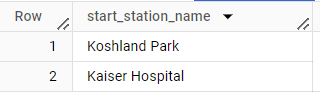 Row start_station_name
1 Koshland Park
2 Kaiser Hospital